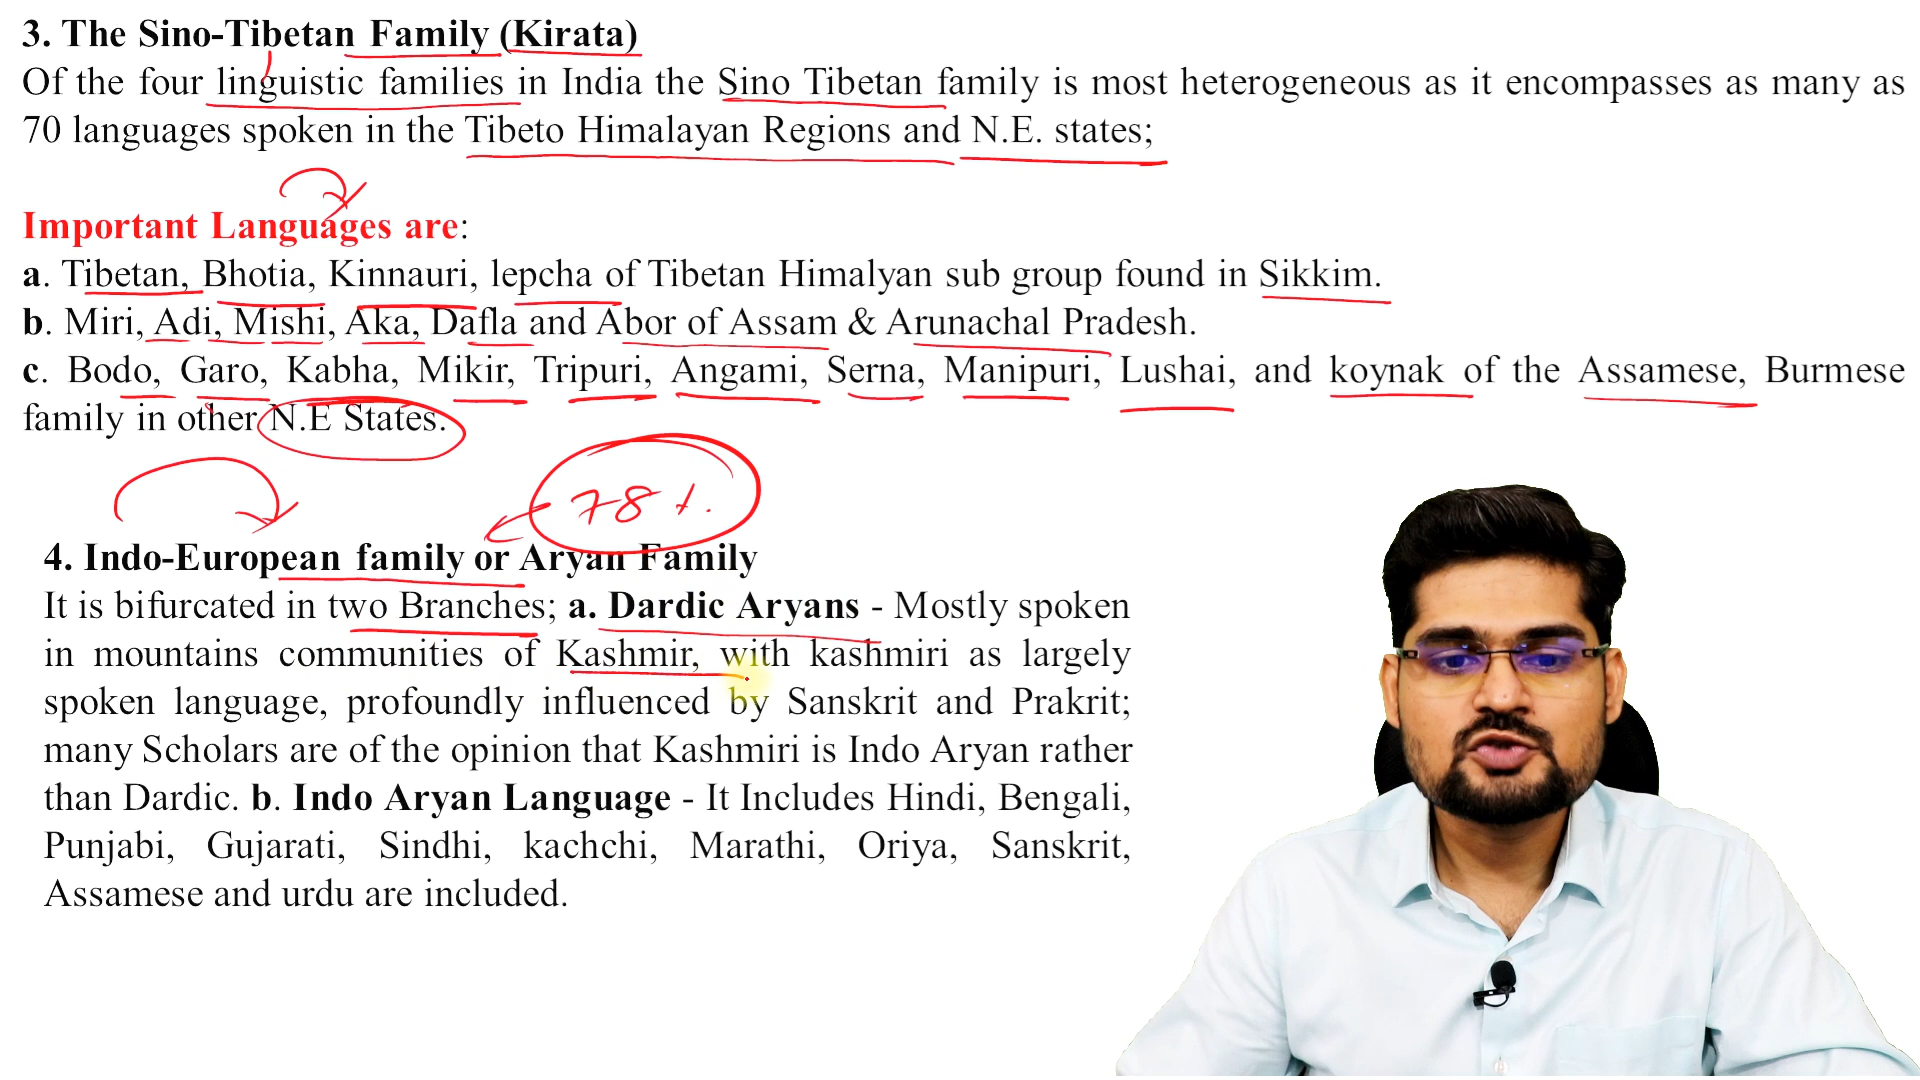 3. The Sino-Tibetan Family (Kirata)
Of the four linguistic families in India the Sino Tibetan family is most heterogeneous as it encompasses as many as
70 languages spoken in the Tibeto Himalayan Regions and N.E. states;
Important Languages are:
a. Tibetan, Bhotia, Kinnauri, lepcha of Tibetan Himalyan sub group found in Sikkim.
b. Miri, Adi, Mishi, Aka, Dafla and Abor of Assam & Arunachal Pradesh.
c. Bodo, Garo, Kabha, Mikir, Tripuri, Angami, Serna, Manipuri, Lushai, and koynak of the Assamese, Burmese
family in other N.E States.
78%.
4. Indo-European family or Aryan Family
It is bifurcated in two Branches; a. Dardic Aryans - Mostly spoken
in mountains communities of Kashmir, with kashmiri as largely
spoken language, profoundly influenced by Sanskrit and Prakrit;
many Scholars are of the opinion that Kashmiri is Indo Aryan rather
than Dardic. b. Indo Aryan Language - It Includes Hindi, Bengali,
Punjabi, Gujarati, Sindhi, kachchi, Marathi, Oriya, Sanskrit,
Assamese and urdu are included.